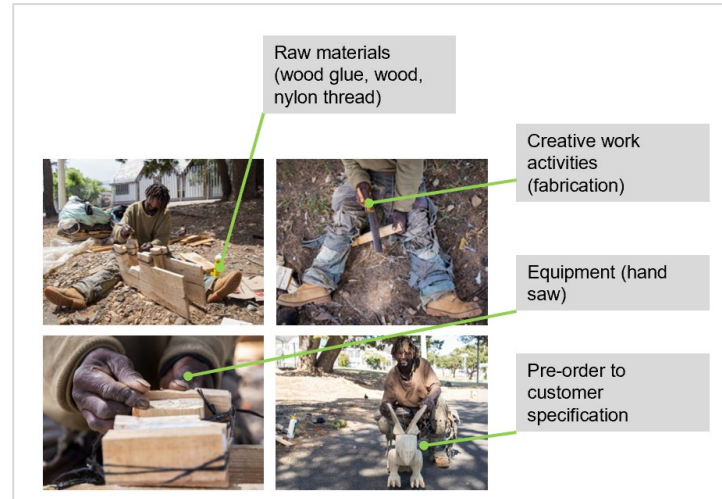 Raw materials
(wood glue, wood,
nylon thread)
Creative work
activities
(fabrication)
Equipment (hand
saw)
Pre-order to
customer
specification